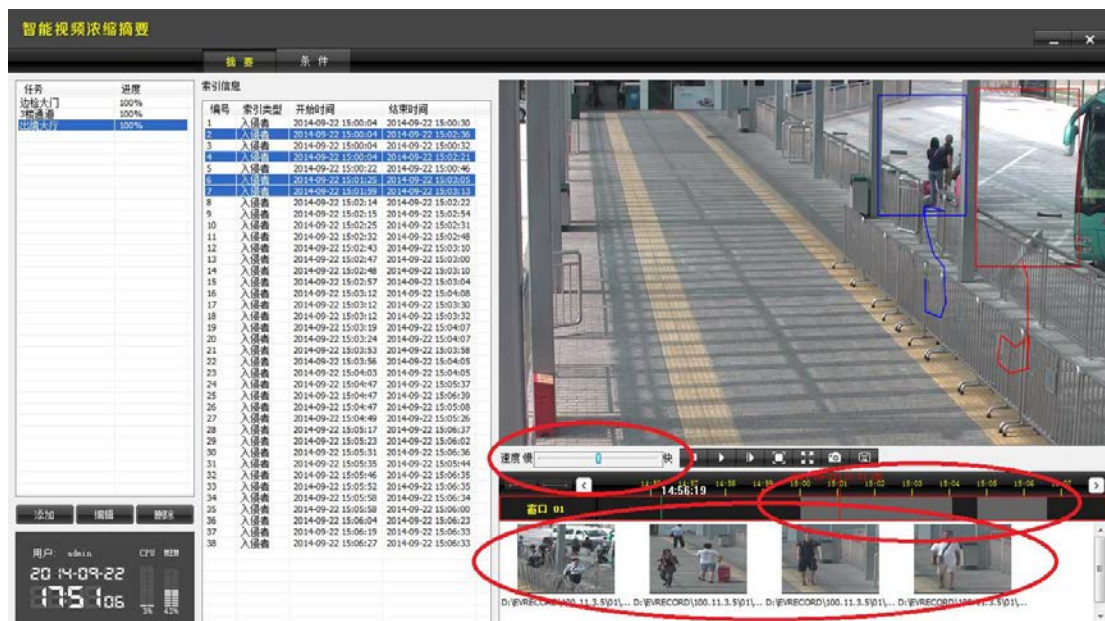 智能视频浓缩摘要
摘 要 条 件
任务 进度
边检大门 100%
3楼通道 100%
出境大厅 100%
索引信息
编号 索引类型 开始时间 结束时间
1 入侵者 2014-09-22 15:00:04 2014-09-22 15:00:30
2 入侵者 2014-09-22 15:00:04 2014-09-22 15:02:36
3 入侵者 2014-09-22 15:00:04 2014-09-22 15:00:32
4 入侵者 2014-09-22 15:00:04 2014-09-22 15:02:21
5 入侵者 2014-09-22 15:00:22 2014-09-22 15:00:46
6 入侵者 2014-09-22 15:01:25 2014-09-22 15:03:05
7 入侵者 2014-09-22 15:01:59 2014-09-22 15:03:13
8 入侵者 2014-09-22 15:02:14 2014-09-22 15:02:22
9 入侵者 2014-09-22 15:02:15 2014-09-22 15:02:54
10 入侵者 2014-09-22 15:02:25 2014-09-22 15:02:31
11 入侵者 2014-09-22 15:02:32 2014-09-22 15:02:48
12 入侵者 2014-09-22 15:02:43 2014-09-22 15:03:10
13 入侵者 2014-09-22 15:02:47 2014-09-22 15:03:00
14 入侵者 2014-09-22 15:02:48 2014-09-22 15:03:10
15 入侵者 2014-09-22 15:02:57 2014-09-22 15:03:04
16 入侵者 2014-09-22 15:03:12 2014-09-22 15:04:08
17 入侵者 2014-09-22 15:03:12 2014-09-22 15:03:30
18 入侵者 2014-09-22 15:03:12 2014-09-22 15:03:32
19 入侵者 2014-09-22 15:03:19 2014-09-22 15:04:07
20 入侵者 2014-09-22 15:03:24 2014-09-22 15:04:07
21 入侵者 2014-09-22 15:03:53 2014-09-22 15:03:58
22 入侵者 2014-09-22 15:03:56 2014-09-22 15:04:05
23 入侵者 2014-09-22 15:04:03 2014-09-22 15:04:05
24 入侵者 2014-09-22 15:04:47 2014-09-22 15:05:37
25 入侵者 2014-09-22 15:04:47 2014-09-22 15:06:39
26 入侵者 2014-09-22 15:04:47 2014-09-22 15:05:08
27 入侵者 2014-09-22 15:04:49 2014-09-22 15:05:26
28 入侵者 2014-09-22 15:05:17 2014-09-22 15:06:37
29 入侵者 2014-09-22 15:05:23 2014-09-22 15:06:02
30 入侵者 2014-09-22 15:05:31 2014-09-22 15:06:36
31 入侵者 2014-09-22 15:05:35 2014-09-22 15:05:44
32 入侵者 2014-09-22 15:05:46 2014-09-22 15:06:35
33 入侵者 2014-09-22 15:05:52 2014-09-22 15:06:35
34 入侵者 2014-09-22 15:05:58 2014-09-22 15:06:34
35 入侵者 2014-09-22 15:05:58 2014-09-22 15:06:00
36 入侵者 2014-09-22 15:06:04 2014-09-22 15:06:23
37 入侵者 2014-09-22 15:06:19 2014-09-22 15:06:33
38 入侵者 2014-09-22 15:06:27 2014-09-22 15:06:33
速度 慢 快
14:58 14:59 15:00 15:01 15:02 15:03 15:04 15:05 15:06 15:07
14:56:19
窗口 01
D:\EVRECORD\100.11.3.5\01\... D:\EVRECORD\100.11.3.5\01\... D:\EVRECORD\100.11.3.5\01\... D:\EVRECORD\100.11.3.5\01\...
添加 编辑 删除
用户: admin CPU MEM
2014-09-22
17:51 06
3% 42%